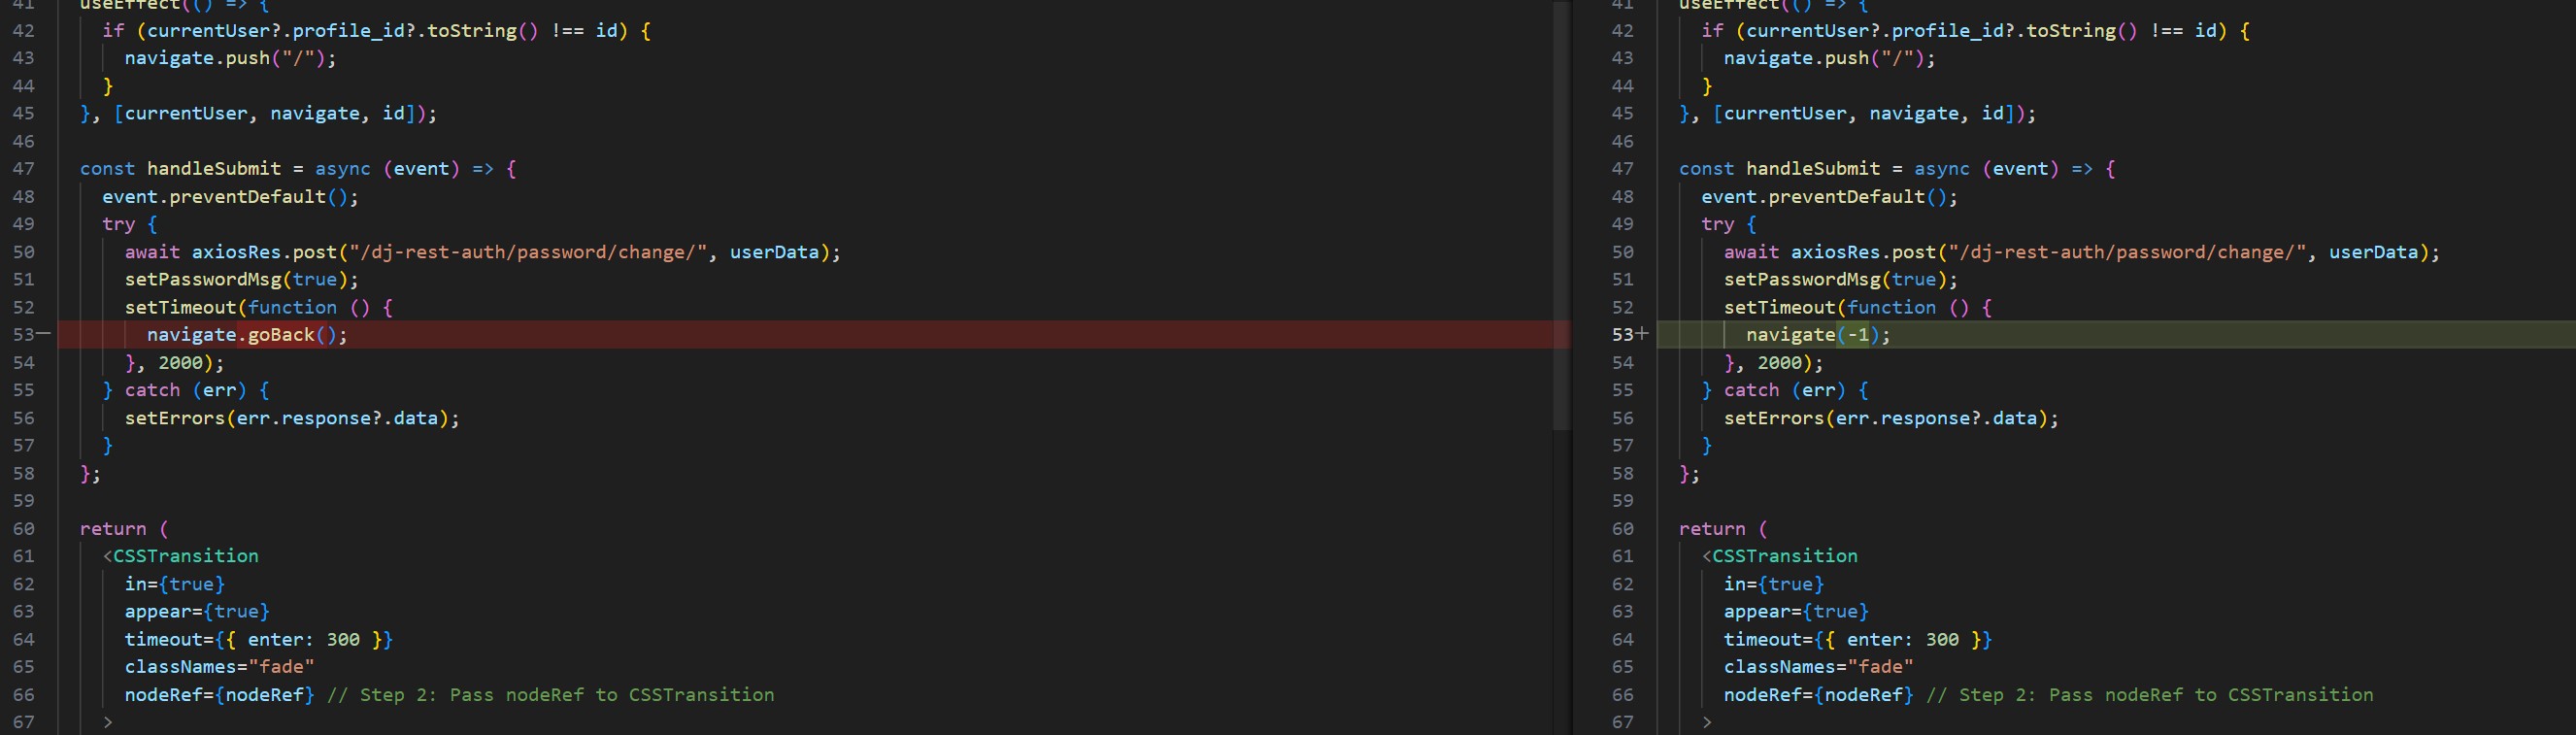 41 useEffect(() => {
42 if (currentUser?.profile_id?.toString() !== id) {
43 navigate.push("/");
44 }
45 }, [currentUser, navigate, id]);
46
47 const handleSubmit = async (event) => {
48 event.preventDefault();
49 try {
50 await axiosRes.post("/dj-rest-auth/password/change/", userData);
51 setPasswordMsg(true);
52 setTimeout(function () {
53— navigate.goBack();
54 }, 2000);
55 } catch (err) {
56 setErrors(err.response?.data);
57 }
58 };
59
60 return (
61 <CSSTransition
62 in={true}
63 appear={true}
64 timeout={{ enter: 300 }}
65 classNames="fade"
66 nodeRef={nodeRef} // Step 2: Pass nodeRef to CSSTransition
67 >
41 useEffect(() => {
42 if (currentUser?.profile_id?.toString() !== id) {
43 navigate.push("/");
44 }
45 }, [currentUser, navigate, id]);
46
47 const handleSubmit = async (event) => {
48 event.preventDefault();
49 try {
50 await axiosRes.post("/dj-rest-auth/password/change/", userData);
51 setPasswordMsg(true);
52 setTimeout(function () {
53+ navigate(-1);
54 }, 2000);
55 } catch (err) {
56 setErrors(err.response?.data);
57 }
58 };
59
60 return (
61 <CSSTransition
62 in={true}
63 appear={true}
64 timeout={{ enter: 300 }}
65 classNames="fade"
66 nodeRef={nodeRef} // Step 2: Pass nodeRef to CSSTransition
67 >